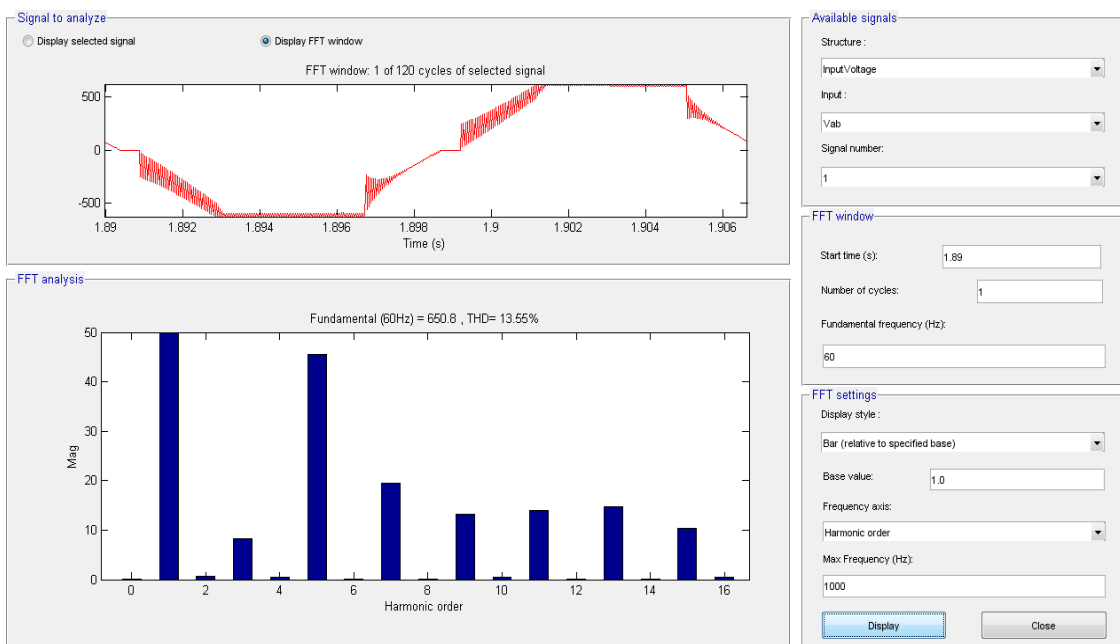 Signal to analyze
Display selected signal
Display FFT window
FFT window: 1 of 120 cycles of selected signal
500
0
-500
1.89 1.892 1.894 1.896 1.898 1.9 1.902 1.904 1.906
Time (s)
FFT analysis
Fundamental (60Hz) = 650.8 , THD= 13.55%
50
40
30
20
10
0
Mag
0 2 4 6 8 10 12 14 16
Harmonic order
Available signals
Structure :
InputVoltage
Input :
Vab
Signal number:
1
FFT window
Start time (s):
1.89
Number of cycles:
1
Fundamental frequency (Hz):
60
FFT settings
Display style :
Bar (relative to specified base)
Base value:
1.0
Frequency axis:
Harmonic order
Max Frequency (Hz):
1000
Display
Close